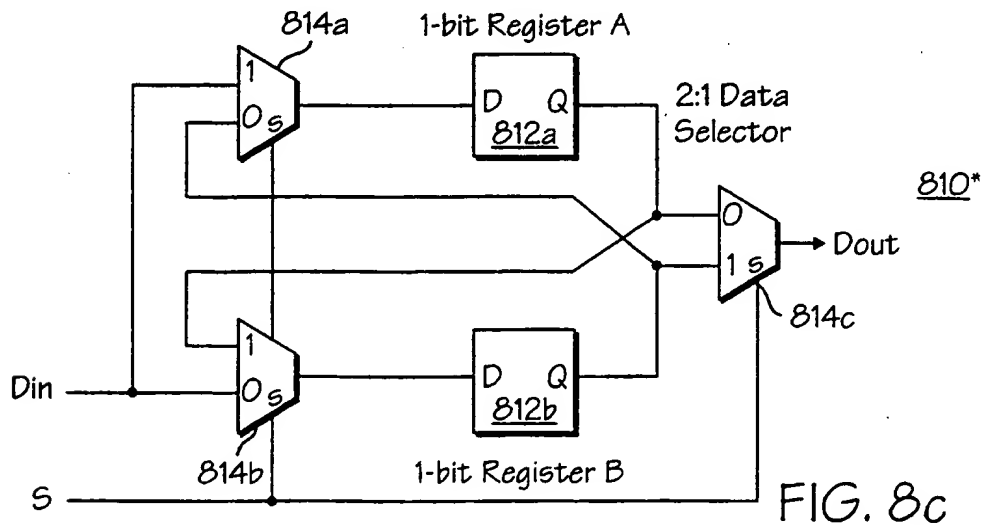 814a
1-bit Register A
1
0
s
D
Q
812a
2:1 Data
Selector
810*
0
1
s
Dout
814c
1
0
s
Din
D
Q
812b
814b
1-bit Register B
S
FIG. 8c